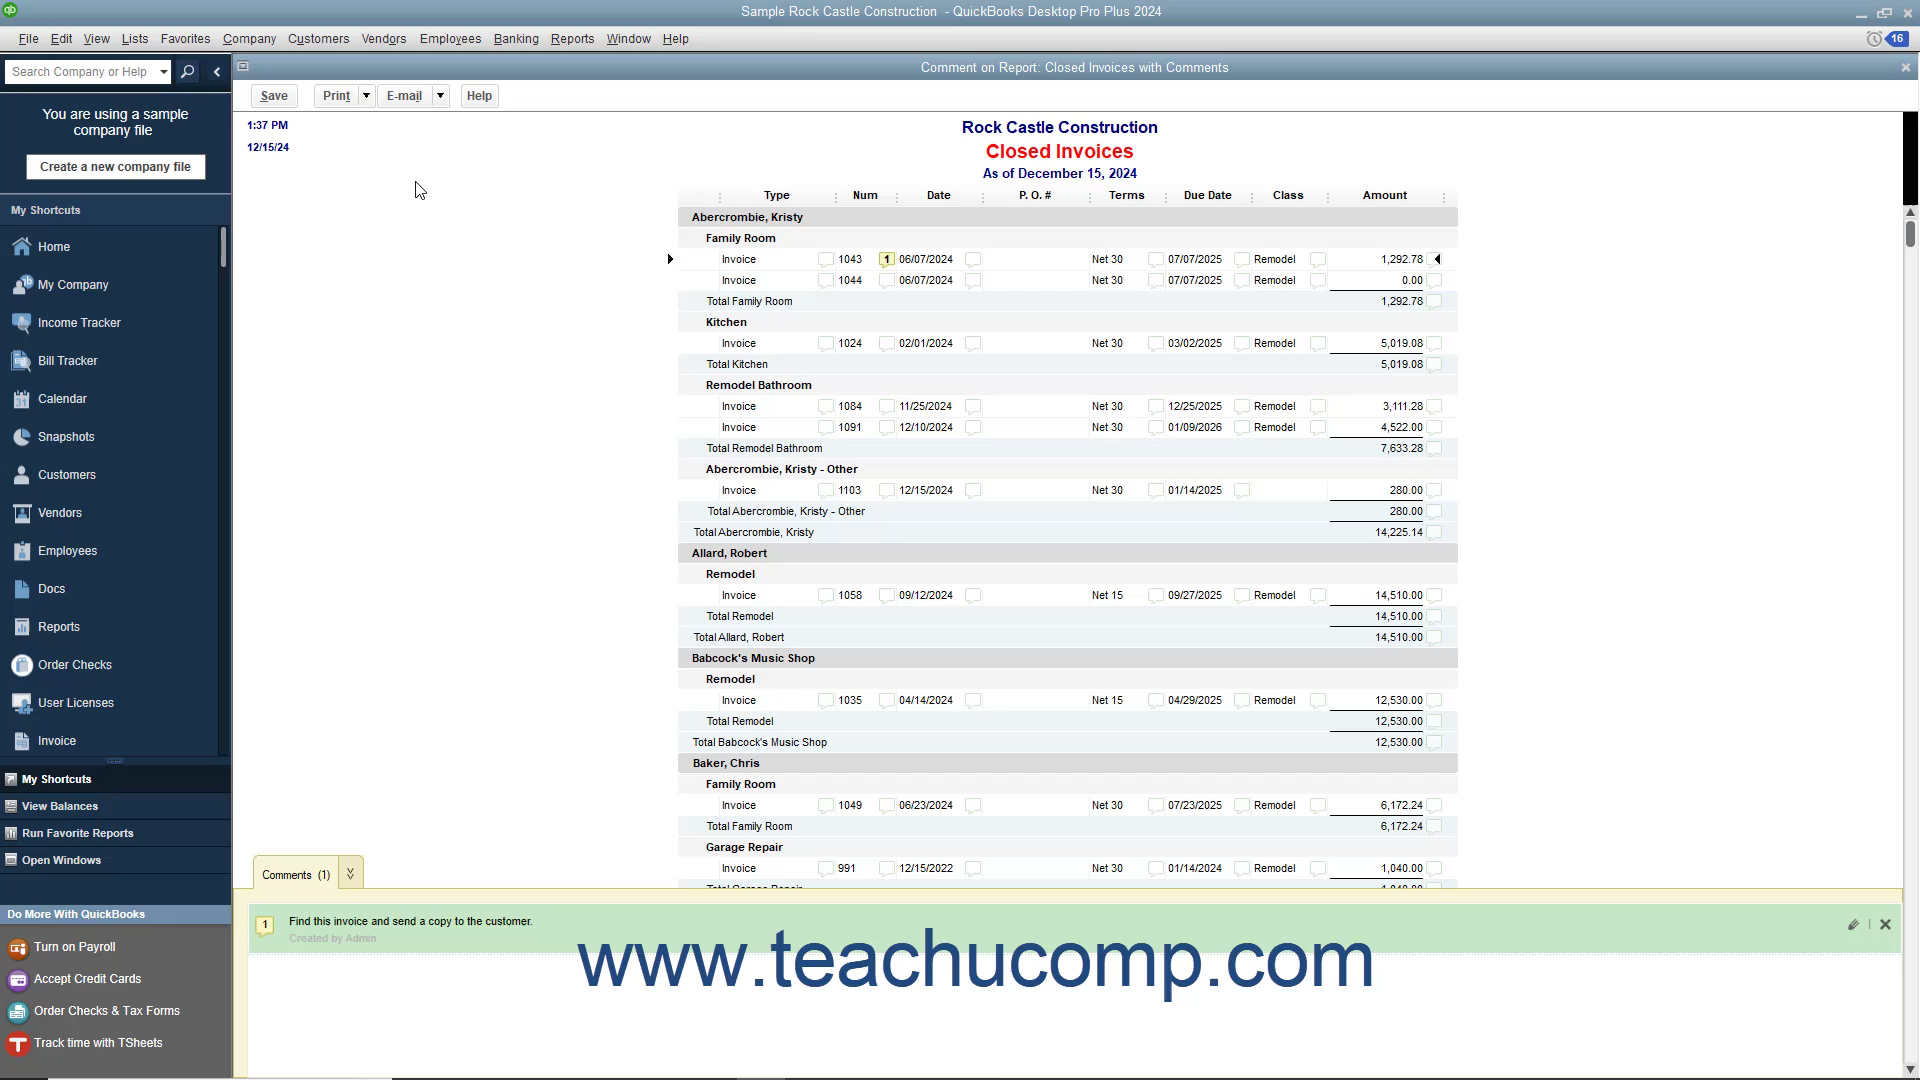 Sample Rock Castle Construction - QuickBooks Desktop Pro Plus 2024
File Edit View Lists Favorites Company Customers Vendors Employees Banking Reports Window Help
16
Search Company or Help
Comment on Report: Closed Invoices with Comments
Save Print E-mail Help
You are using a sample
company file
Create a new company file
My Shortcuts
Home
My Company
Income Tracker
Bill Tracker
Calendar
Snapshots
Customers
Vendors
Employees
Docs
Reports
Order Checks
User Licenses
Invoice
My Shortcuts
View Balances
Run Favorite Reports
Open Windows
Do More With QuickBooks
Turn on Payroll
Accept Credit Cards
Order Checks & Tax Forms
Track time with TSheets
1:37 PM
12/15/24
Rock Castle Construction
Closed Invoices
As of December 15, 2024
Type Num Date P. O. # Terms Due Date Class Amount
Abercrombie, Kristy
Family Room
Invoice 1043 1 06/07/2024 Net 30 07/07/2025 Remodel 1,292.78
Invoice 1044 06/07/2024 Net 30 07/07/2025 Remodel 0.00
Total Family Room 1,292.78
Kitchen
Invoice 1024 02/01/2024 Net 30 03/02/2025 Remodel 5,019.08
Total Kitchen 5,019.08
Remodel Bathroom
Invoice 1084 11/25/2024 Net 30 12/25/2025 Remodel 3,111.28
Invoice 1091 12/10/2024 Net 30 01/09/2026 Remodel 4,522.00
Total Remodel Bathroom 7,633.28
Abercrombie, Kristy - Other
Invoice 1103 12/15/2024 Net 30 01/14/2025 280.00
Total Abercrombie, Kristy - Other 280.00
Total Abercrombie, Kristy 14,225.14
Allard, Robert
Remodel
Invoice 1058 09/12/2024 Net 15 09/27/2025 Remodel 14,510.00
Total Remodel 14,510.00
Total Allard, Robert 14,510.00
Babcock's Music Shop
Remodel
Invoice 1035 04/14/2024 Net 15 04/29/2025 Remodel 12,530.00
Total Remodel 12,530.00
Total Babcock's Music Shop 12,530.00
Baker, Chris
Family Room
Invoice 1049 06/23/2024 Net 30 07/23/2025 Remodel 6,172.24
Total Family Room 6,172.24
Garage Repair
Invoice 991 12/15/2022 Net 30 01/14/2024 Remodel 1,040.00
Comments (1)
1 Find this invoice and send a copy to the customer.
Created by Admin
www.teachucomp.com